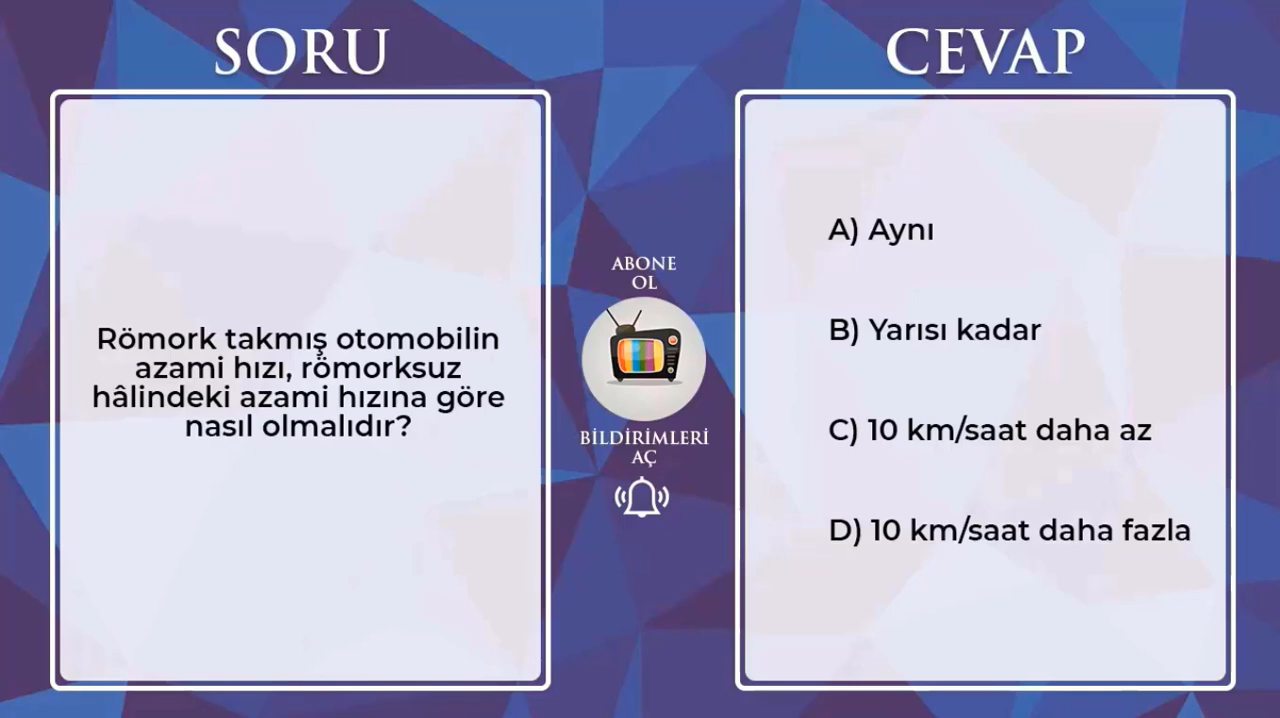 SORU
Römork takmış otomobilin
azami hızı, römorksuz
hâlindeki azami hızına göre
nasıl olmalıdır?
ABONE
OL
BİLDİRİMLERİ
AÇ
CEVAP
A) Aynı
B) Yarısı kadar
C) 10 km/saat daha az
D) 10 km/saat daha fazla